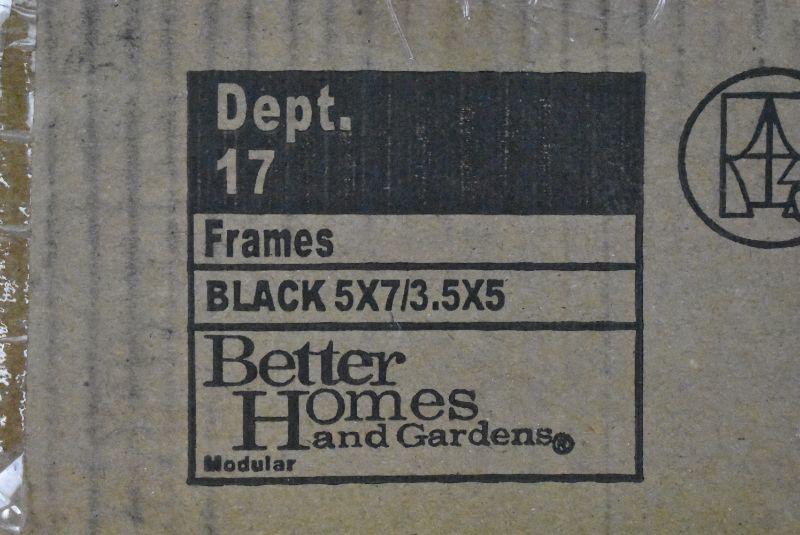 Dept.
17
Frames
BLACK 5X7/3.5X5
Better
Homes
and Gardens®
Modular